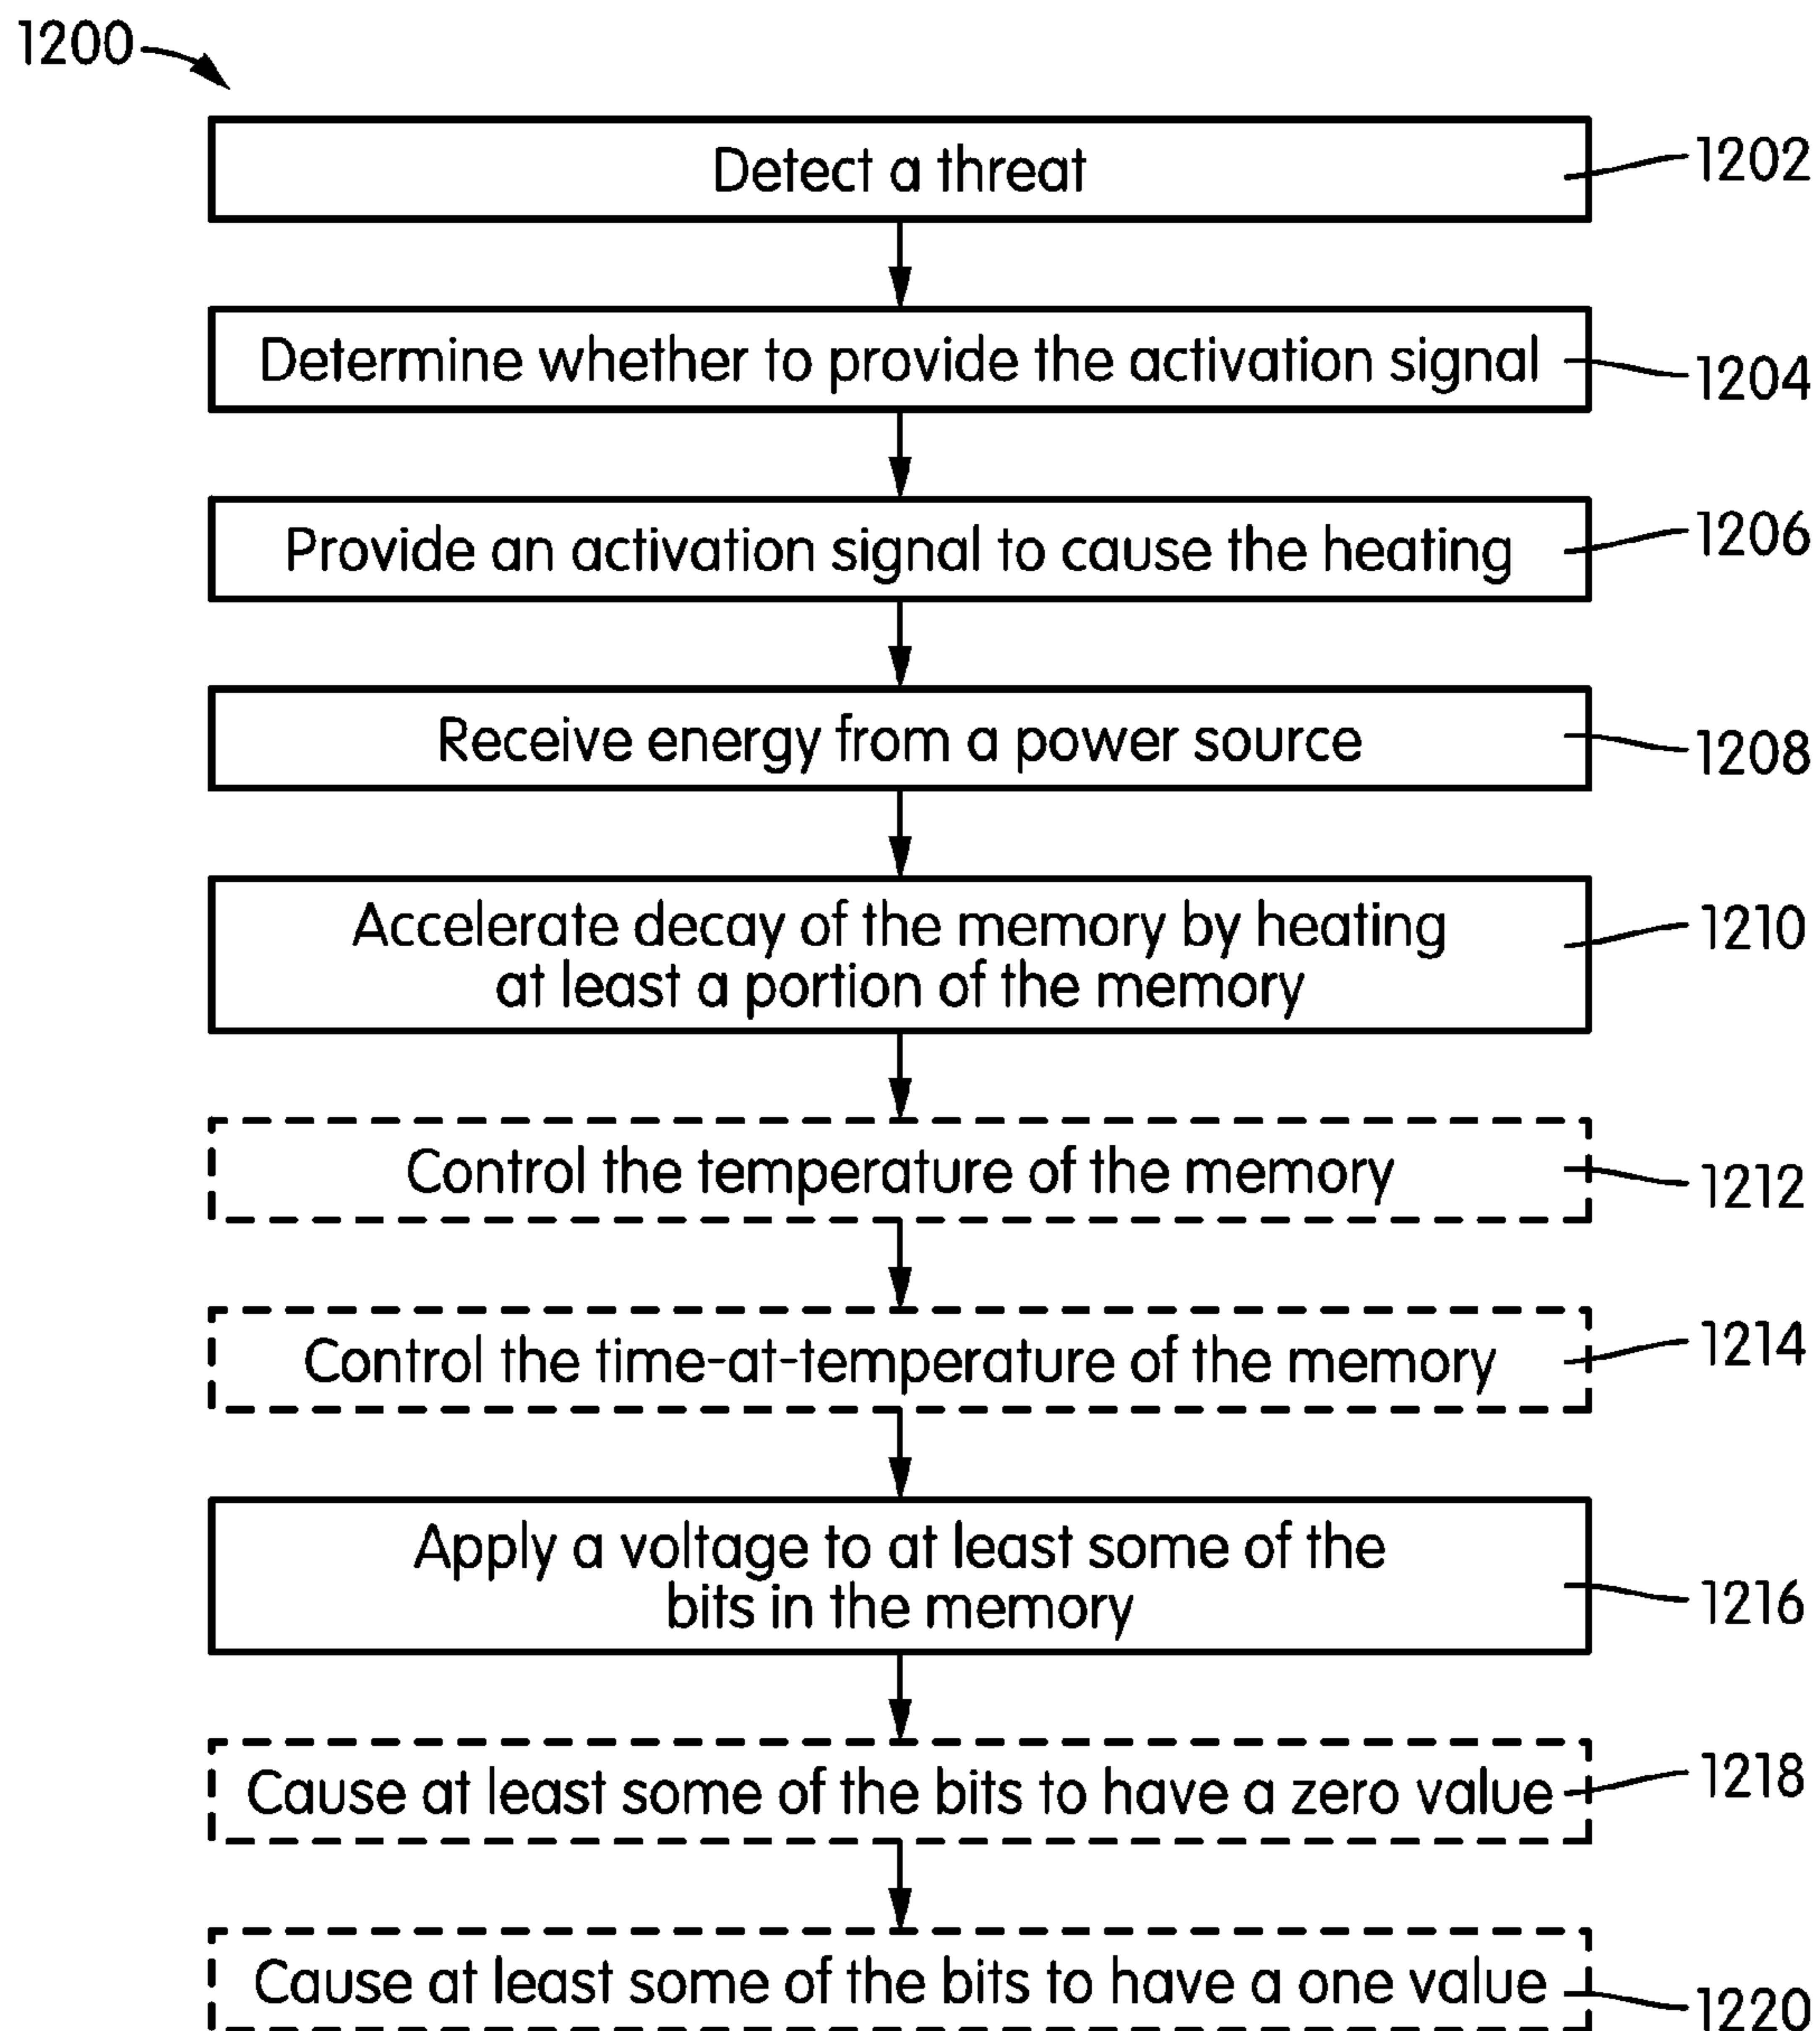 1200
Detect a threat
1202
Determine whether to provide the activation signal
1204
Provide an activation signal to cause the heating
1206
Receive energy from a power source
1208
Accelerate decay of the memory by heating
at least a portion of the memory
1210
Control the temperature of the memory
1212
Control the time-at-temperature of the memory
1214
Apply a voltage to at least some of the
bits in the memory
1216
Cause at least some of the bits to have a zero value
1218
Cause at least some of the bits to have a one value
1220